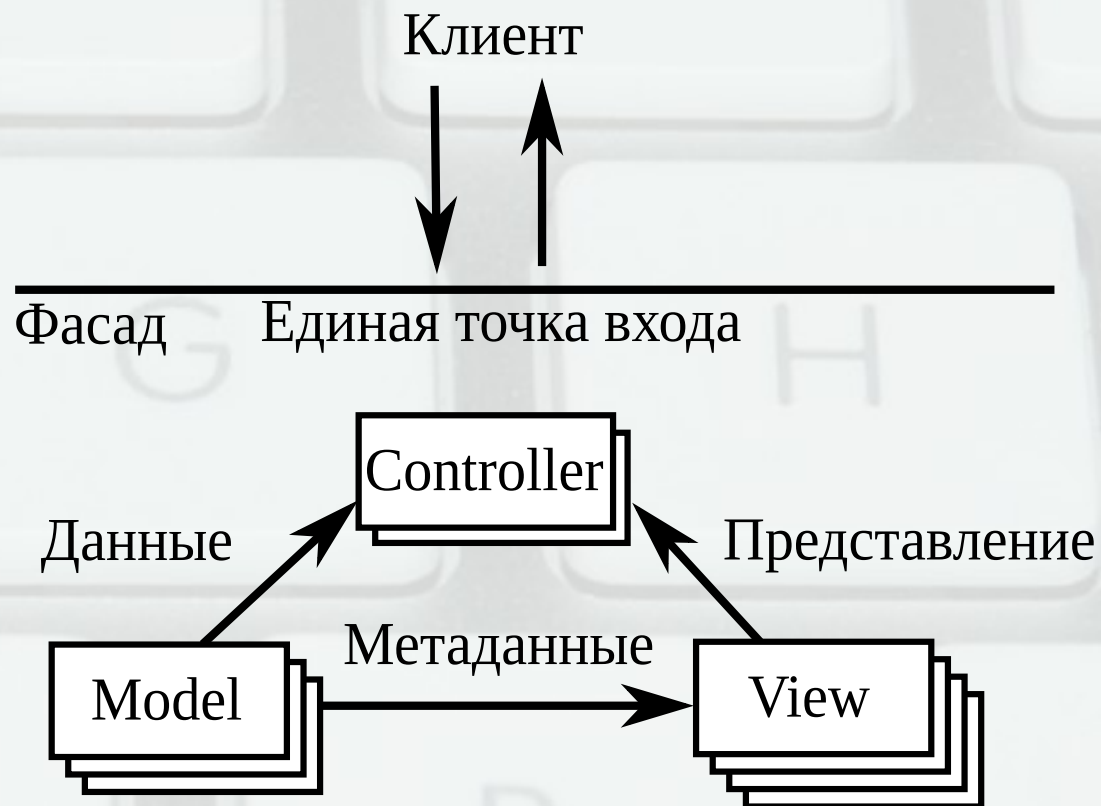 Клиент
Фасад
Единая точка входа
Controller
Данные
Представление
Метаданные
Model
View
G
H